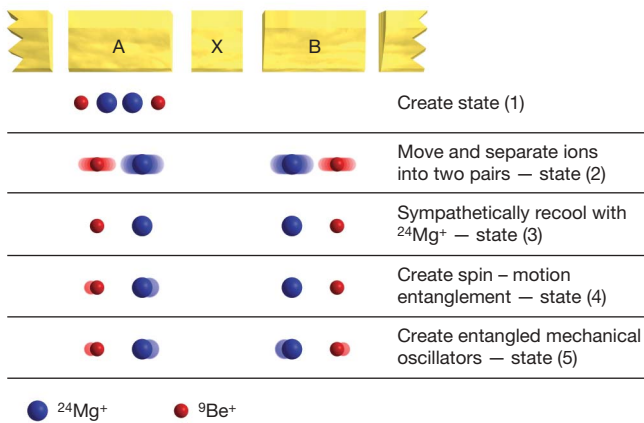 A X B
Create state (1)
Move and separate ions
into two pairs — state (2)
Sympathetically recool with
²⁴Mg⁺ — state (3)
Create spin – motion
entanglement — state (4)
Create entangled mechanical
oscillators — state (5)
²⁴Mg⁺ ⁹Be⁺